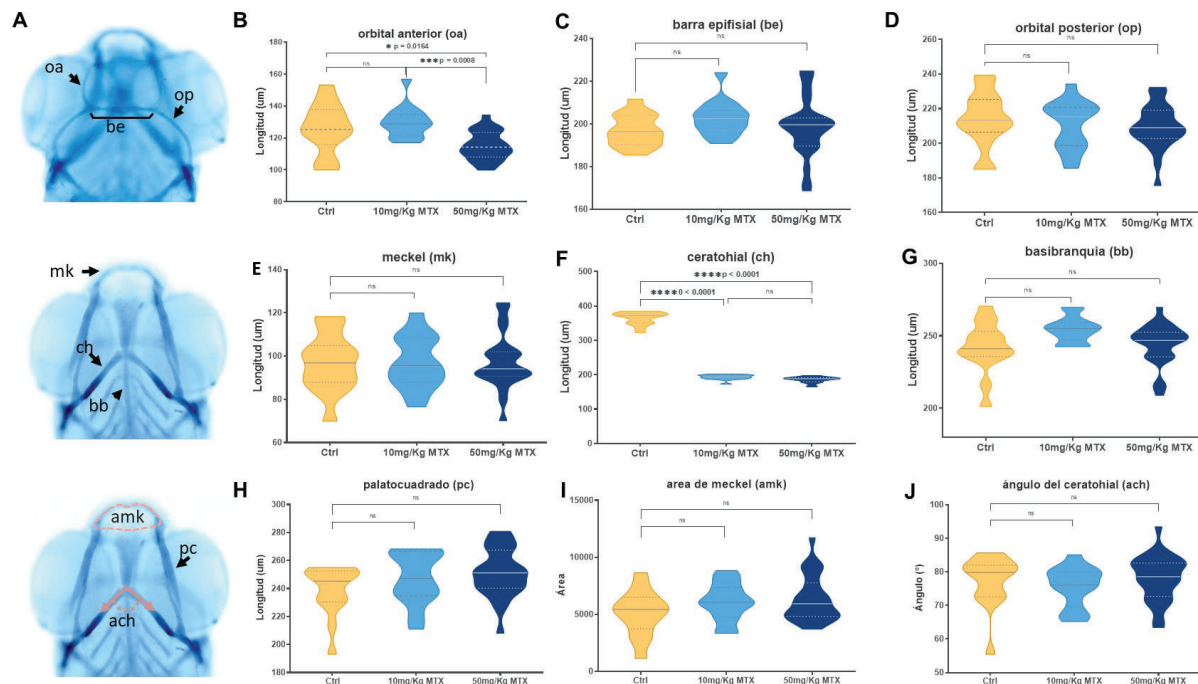 A
oa
op
be
mk
ch
bb
amk
pc
ach
B
orbital anterior (oa)
* p = 0.0164
ns
*** p = 0.0008
Longitud (um)
180
160
140
120
100
80
Ctrl
10mg/Kg MTX
50mg/Kg MTX
C
barra epifisial (be)
ns
ns
Longitud (um)
240
220
200
180
160
Ctrl
10mg/Kg MTX
50mg/Kg MTX
D
orbital posterior (op)
ns
ns
Longitud (um)
260
240
220
200
180
160
Ctrl
10mg/Kg MTX
50mg/Kg MTX
E
meckel (mk)
ns
ns
Longitud (um)
140
120
100
80
60
Ctrl
10mg/Kg MTX
50mg/Kg MTX
F
ceratohial (ch)
**** p < 0.0001
**** 0 < 0.0001
ns
Longitud (um)
500
400
300
200
100
0
Ctrl
10mg/Kg MTX
50mg/Kg MTX
G
basibranquia (bb)
ns
ns
Longitud (um)
300
250
200
Ctrl
10mg/Kg MTX
50mg/Kg MTX
H
palatocuadrado (pc)
ns
ns
Longitud (um)
300
280
260
240
220
200
180
Ctrl
10mg/Kg MTX
50mg/Kg MTX
I
area de meckel (amk)
ns
ns
Área
15000
10000
5000
0
Ctrl
10mg/Kg MTX
50mg/Kg MTX
J
ángulo del ceratohial (ach)
ns
ns
Ángulo (°)
100
90
80
70
60
50
Ctrl
10mg/Kg MTX
50mg/Kg MTX